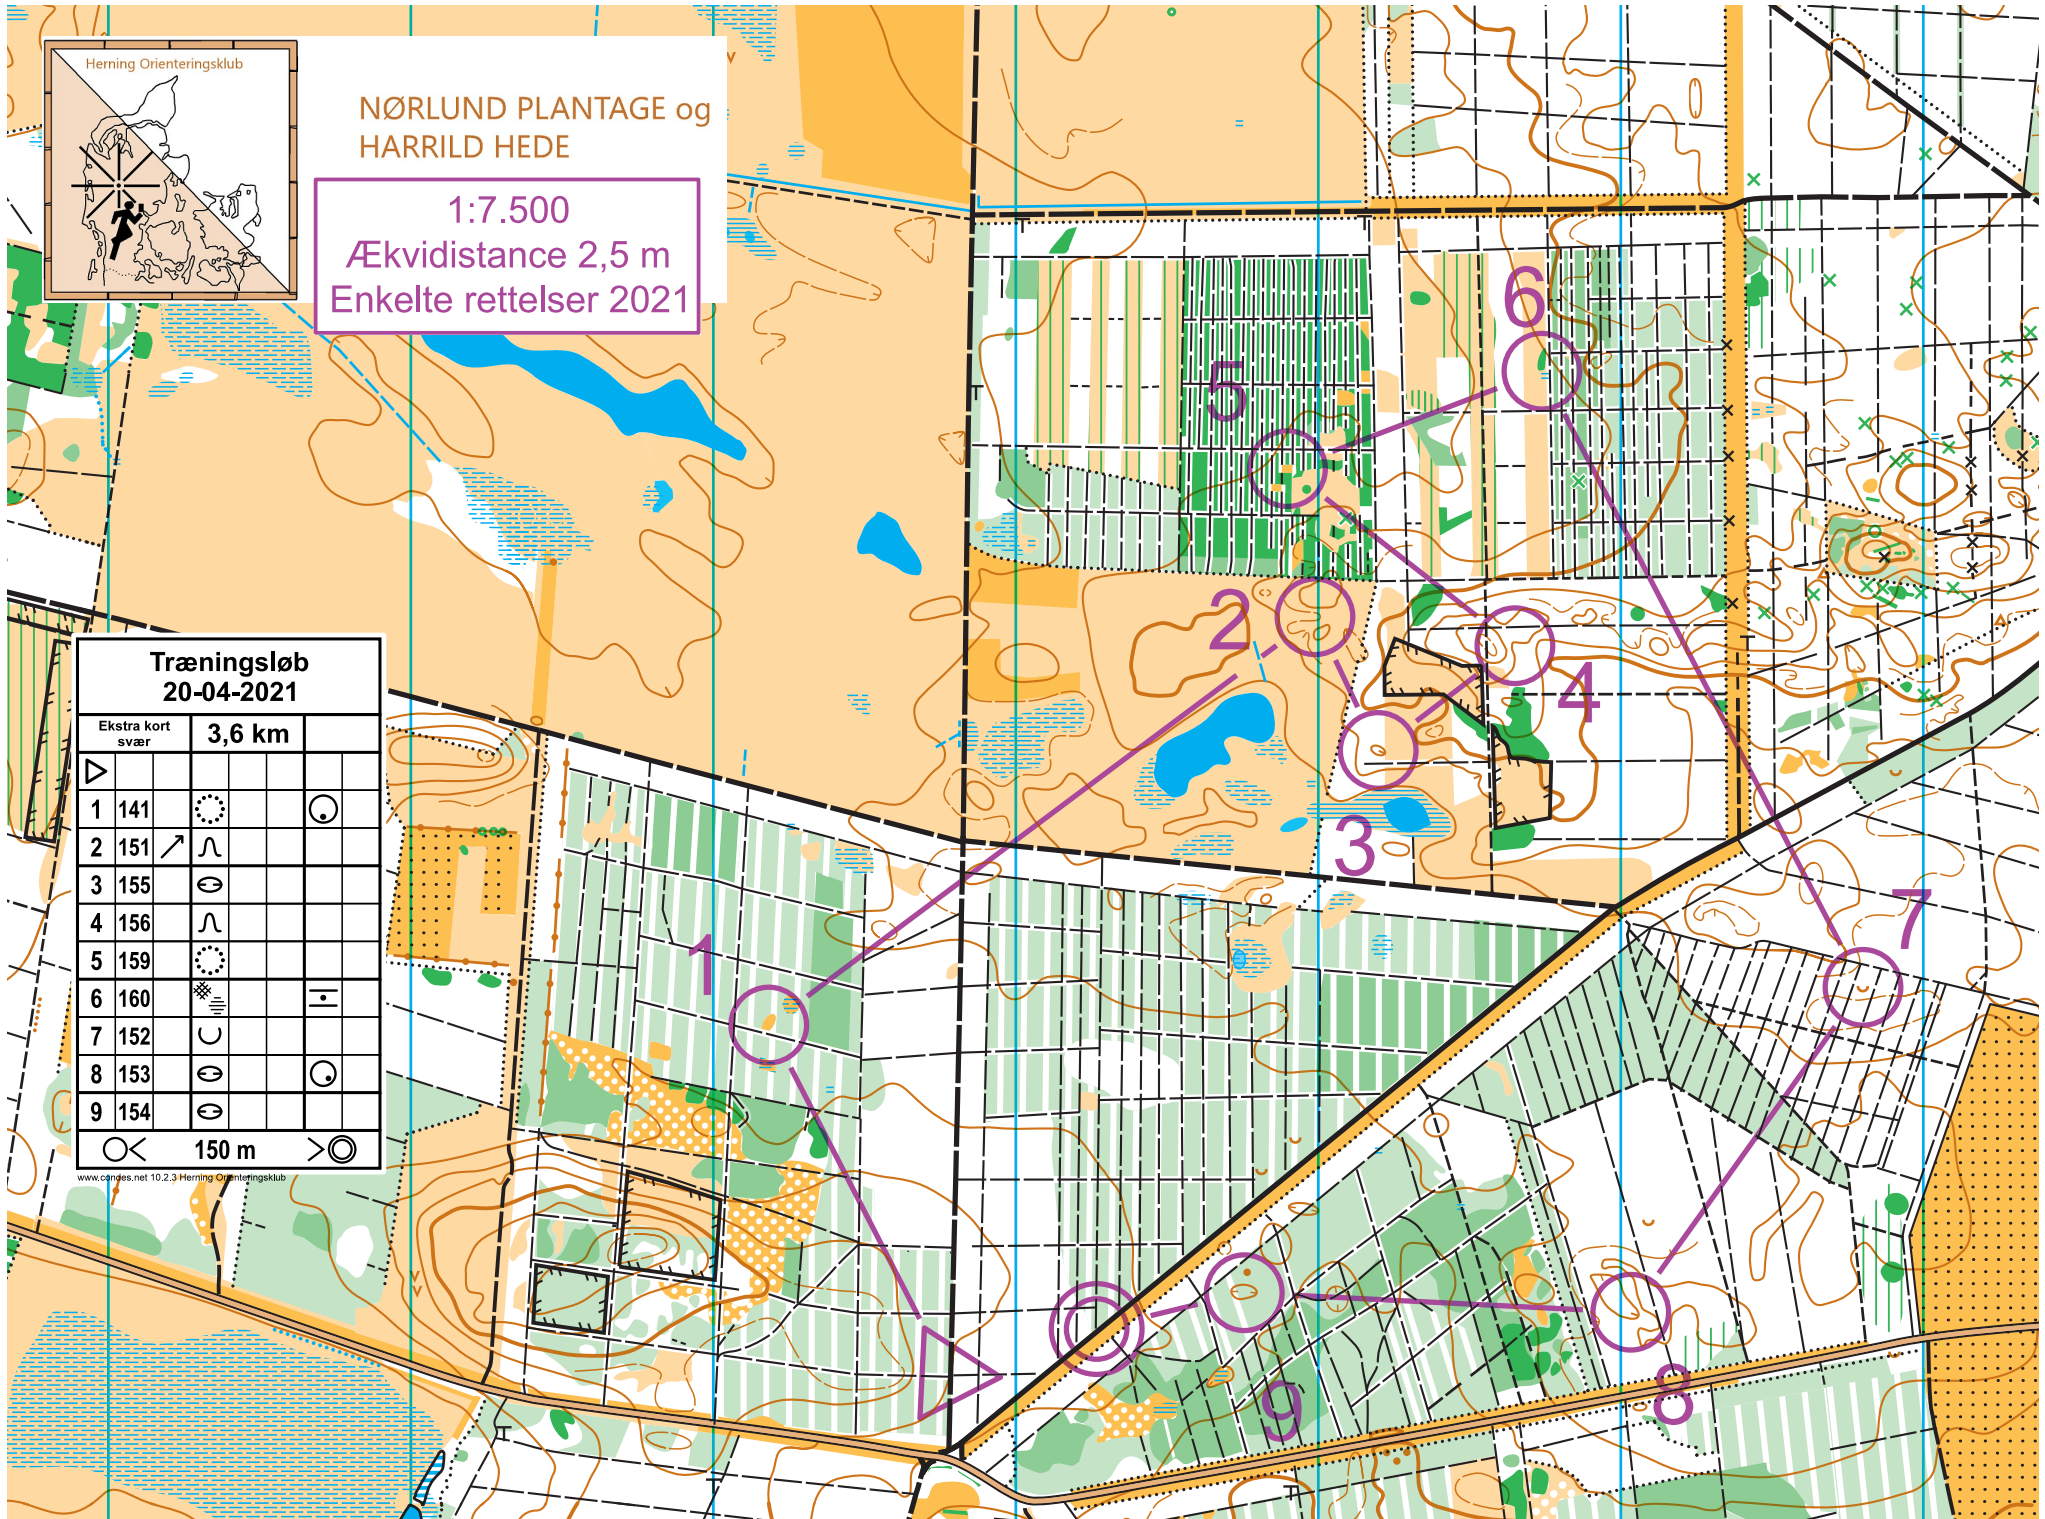 Herning Orienteringsklub
NØRLUND PLANTAGE og
HARRILD HEDE
1:7.500
Ækvidistance 2,5 m
Enkelte rettelser 2021
Træningsløb
20-04-2021
Ekstra kort
svær
3,6 km
1 141
2 151
3 155
4 156
5 159
6 160
7 152
8 153
9 154
150 m
www.condes.net 10.2.3 Herning Orienteringsklub
6
5
2
4
3
7
1
8
9